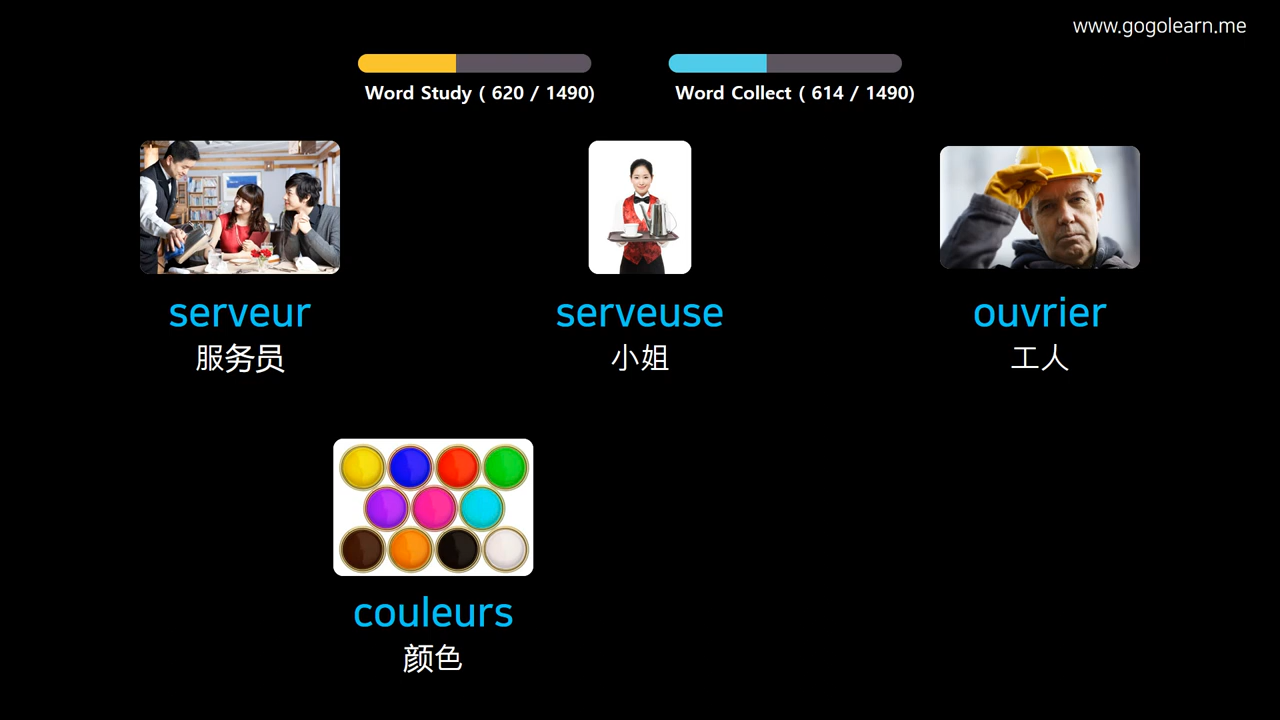 www.gogolearn.me
Word Study ( 620 / 1490)
Word Collect ( 614 / 1490)
serveur
服务员
serveuse
小姐
ouvrier
工人
couleurs
颜色